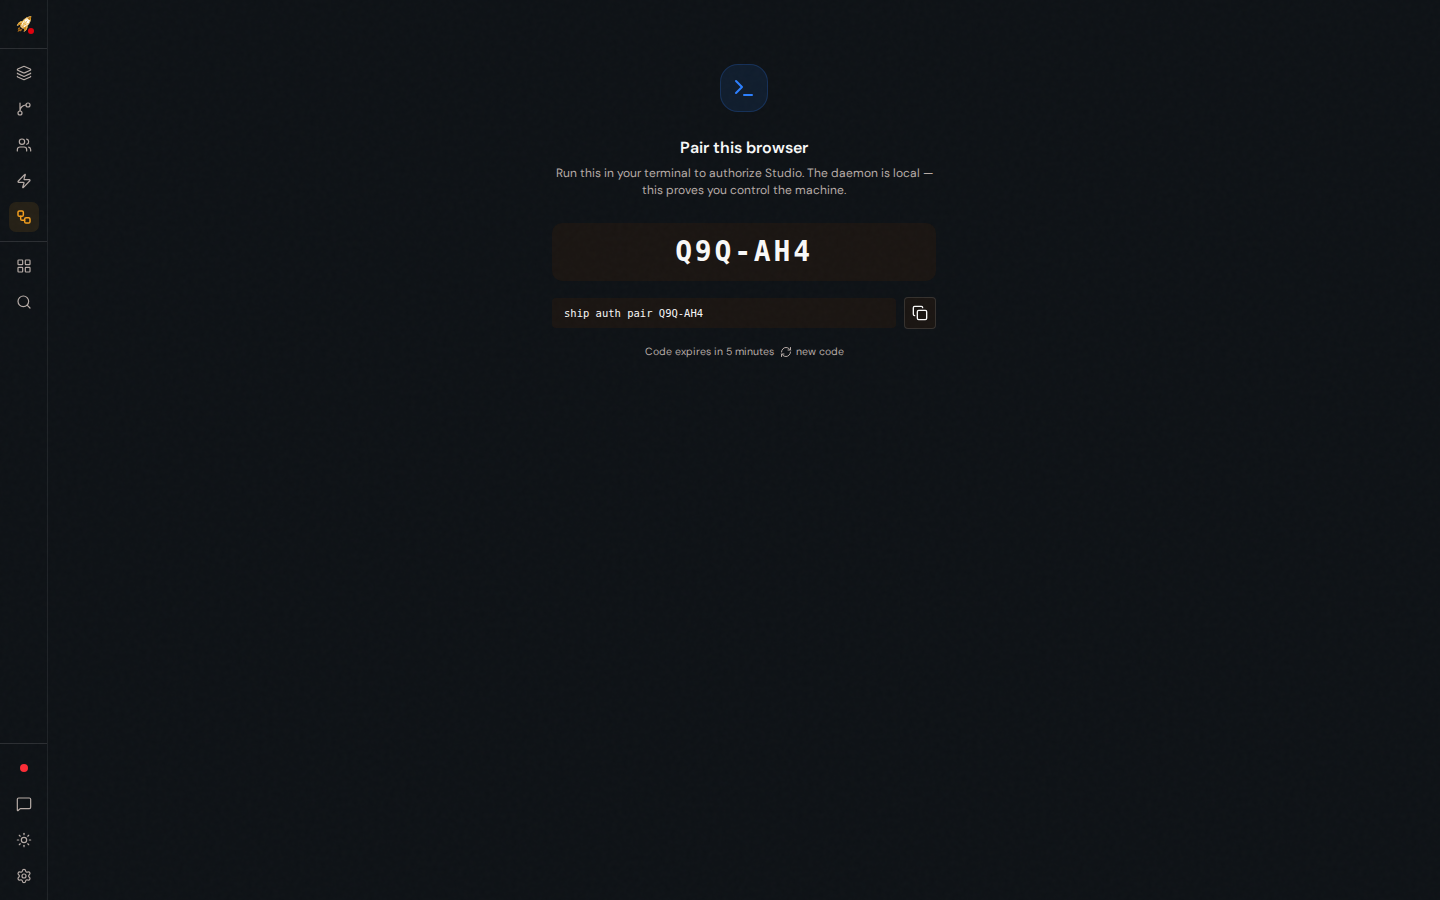 Pair this browser
Run this in your terminal to authorize Studio. The daemon is local —
this proves you control the machine.
Q9Q-AH4
ship auth pair Q9Q-AH4
Code expires in 5 minutes new code